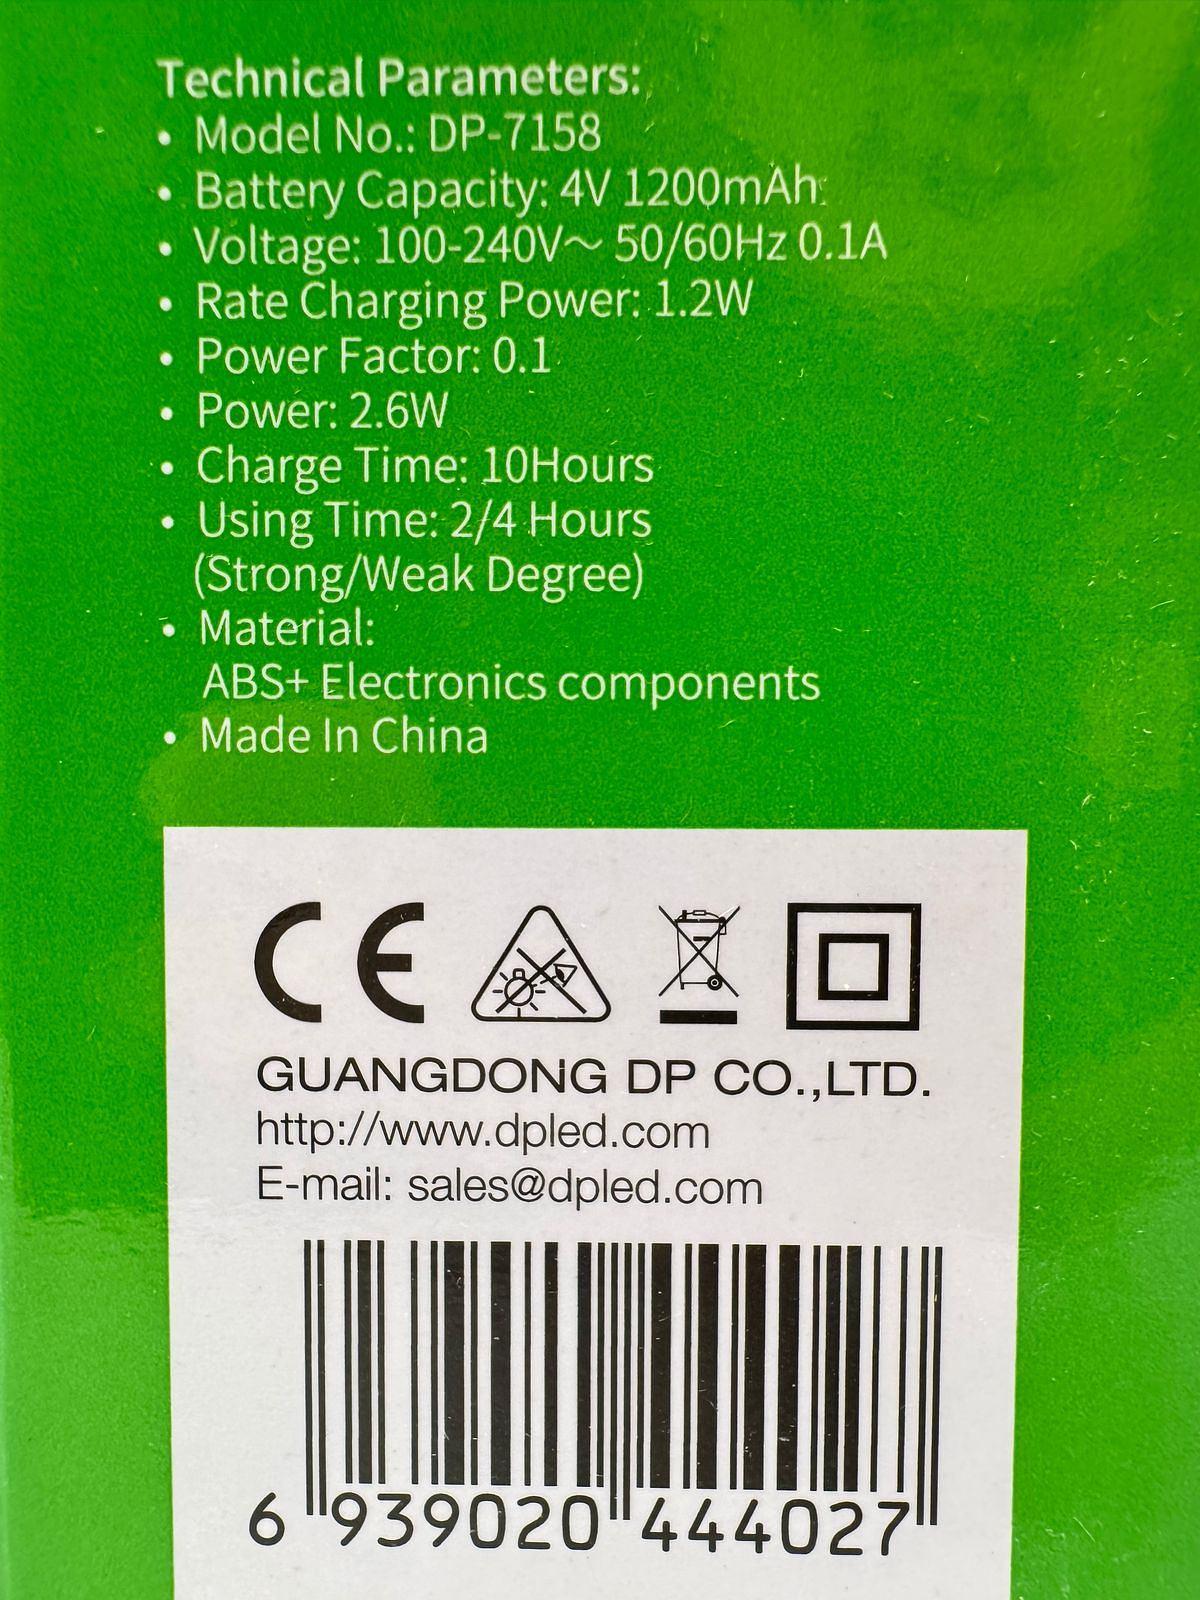 Technical Parameters:
• Model No.: DP-7158
• Battery Capacity: 4V 1200mAh
• Voltage: 100-240V～ 50/60Hz 0.1A
• Rate Charging Power: 1.2W
• Power Factor: 0.1
• Power: 2.6W
• Charge Time: 10Hours
• Using Time: 2/4 Hours
(Strong/Weak Degree)
• Material:
ABS+ Electronics components
• Made In China
CE
GUANGDONG DP CO.,LTD.
http://www.dpled.com
E-mail: sales@dpled.com
6 939020 444027